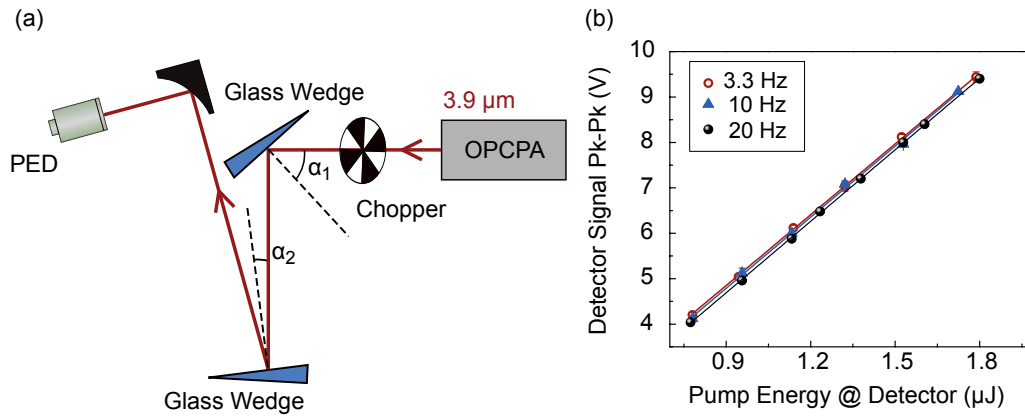 (a)
Glass Wedge
3.9 μm
OPCPA
PED
α1
Chopper
α2
Glass Wedge
(b)
Detector Signal Pk-Pk (V)
10
9
8
7
6
5
4
3.3 Hz
10 Hz
20 Hz
0.9 1.2 1.5 1.8
Pump Energy @ Detector (μJ)